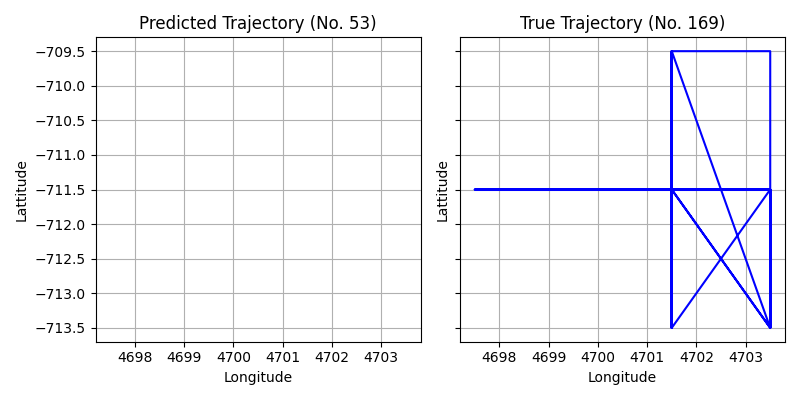 Predicted Trajectory (No. 53)
True Trajectory (No. 169)
−709.5
−710.0
−710.5
−711.0
−711.5
−712.0
−712.5
−713.0
−713.5
Lattitude
Lattitude
4698 4699 4700 4701 4702 4703
4698 4699 4700 4701 4702 4703
Longitude
Longitude